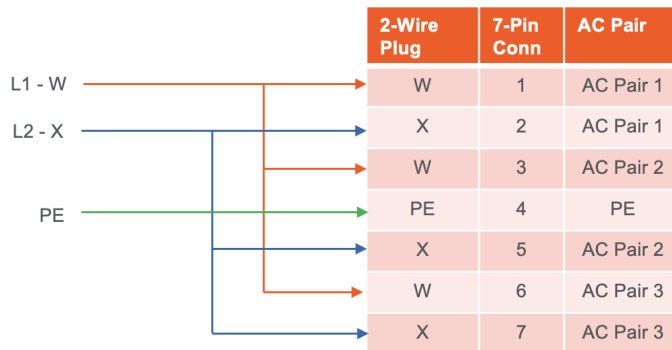 2-Wire Plug 7-Pin Conn AC Pair
L1 - W W 1 AC Pair 1
L2 - X X 2 AC Pair 1
W 3 AC Pair 2
PE PE 4 PE
X 5 AC Pair 2
W 6 AC Pair 3
X 7 AC Pair 3